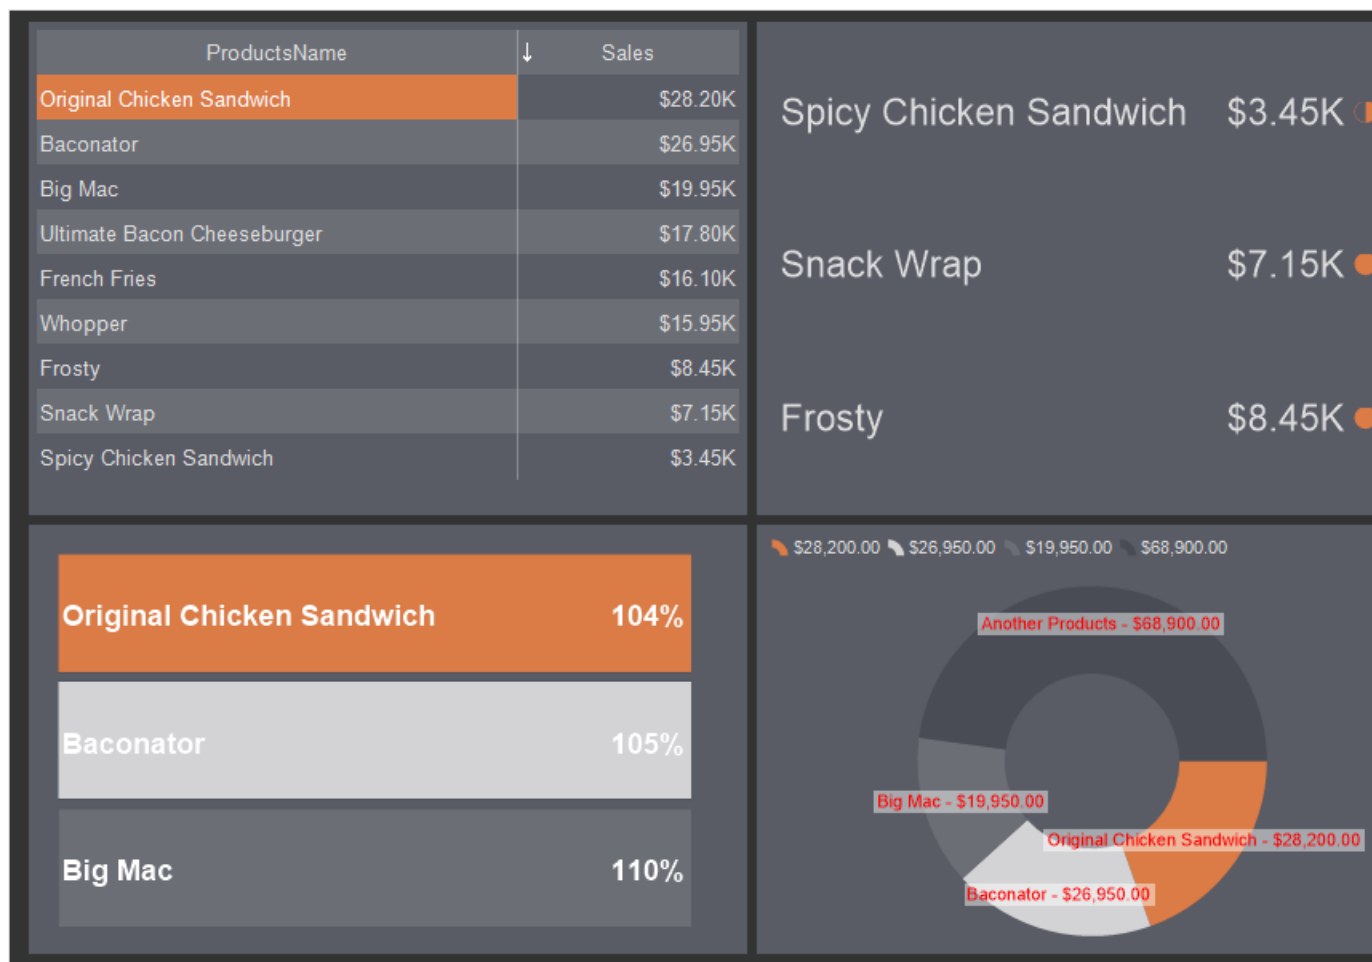 ProductsName ↓ Sales
Original Chicken Sandwich $28.20K
Baconator $26.95K
Big Mac $19.95K
Ultimate Bacon Cheeseburger $17.80K
French Fries $16.10K
Whopper $15.95K
Frosty $8.45K
Snack Wrap $7.15K
Spicy Chicken Sandwich $3.45K
Spicy Chicken Sandwich $3.45K
Snack Wrap $7.15K
Frosty $8.45K
Original Chicken Sandwich 104%
Baconator 105%
Big Mac 110%
$28,200.00 $26,950.00 $19,950.00 $68,900.00
Another Products - $68,900.00
Big Mac - $19,950.00
Original Chicken Sandwich - $28,200.00
Baconator - $26,950.00